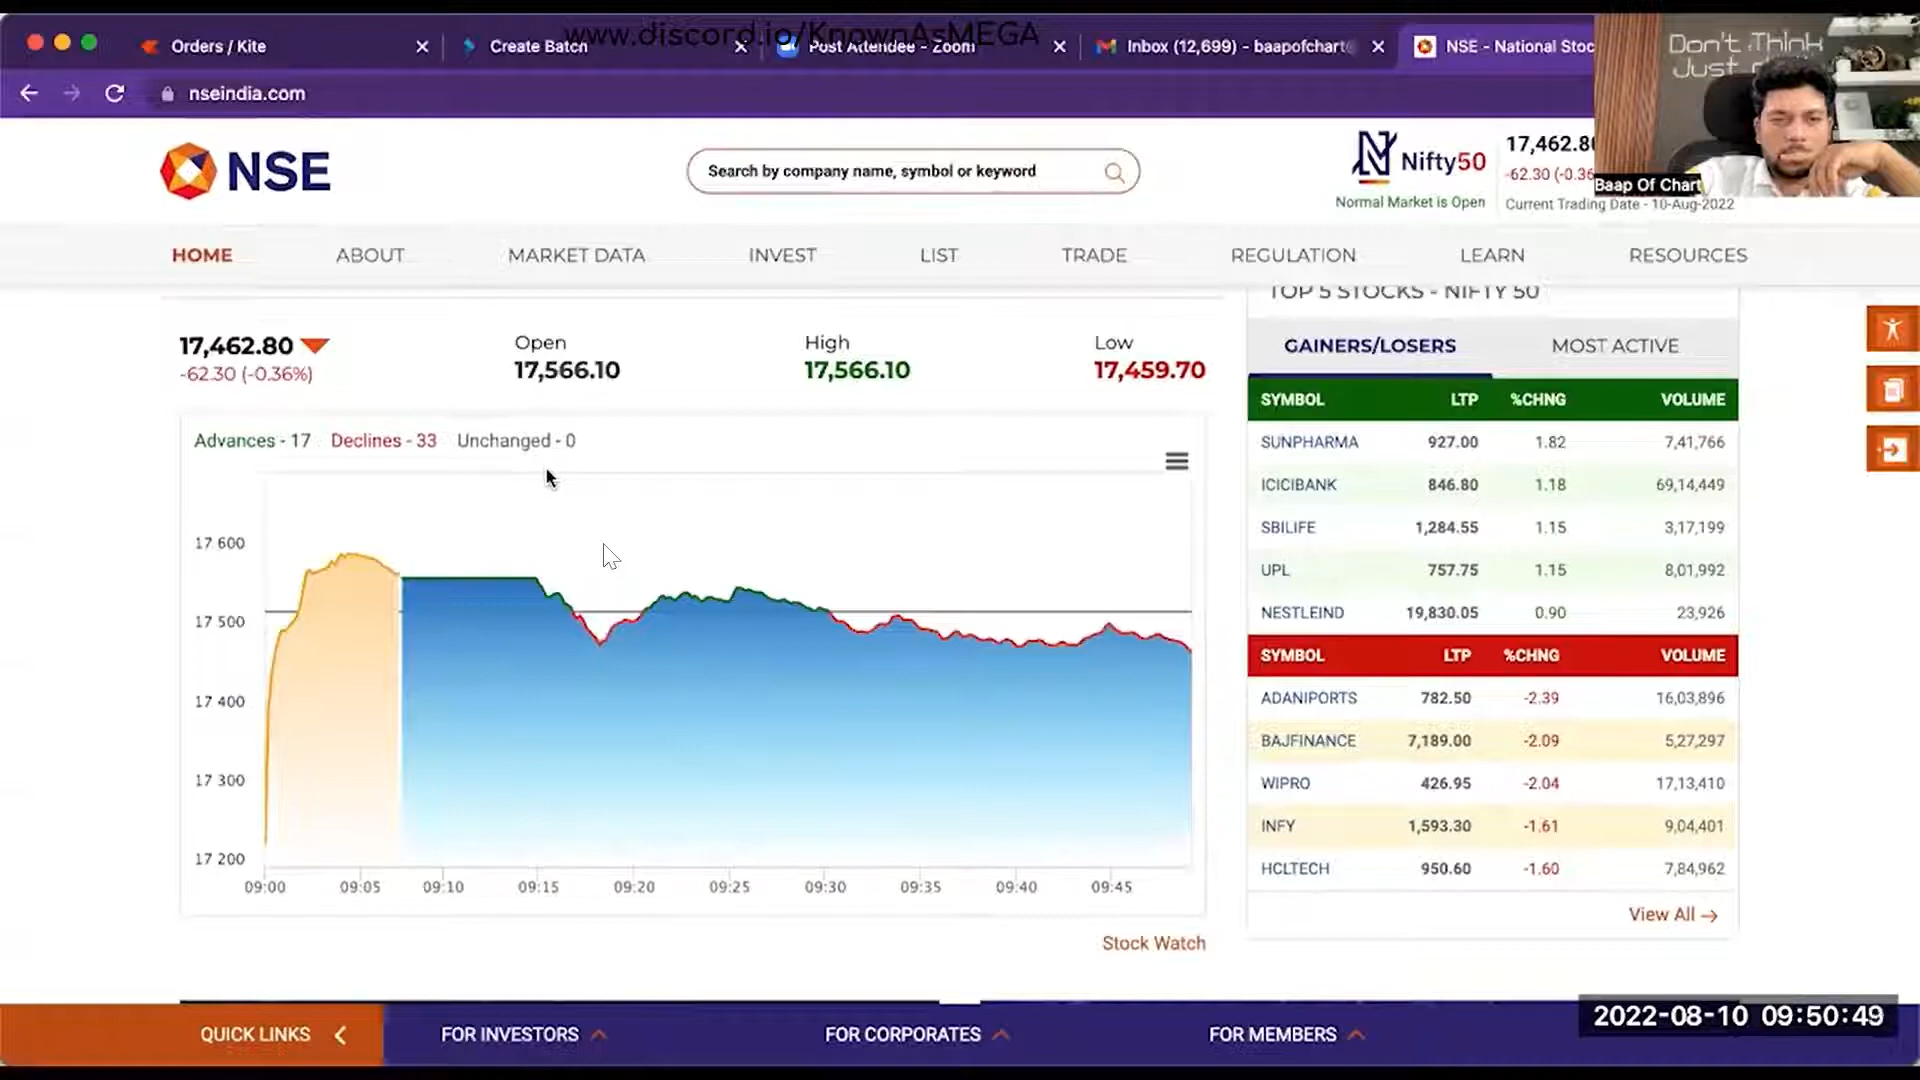 www.discord.io/KnownAsMEGA
Orders / Kite
Create Batch
Post Attendee - Zoom
Inbox (12,699) - baapofchart
NSE - National Stoc
nseindia.com
Don't Think
Just
Baap Of Chart
NSE
Search by company name, symbol or keyword
Nifty50
Normal Market is Open
17,462.80
-62.30 (-0.36
Current Trading Date - 10-Aug-2022
HOME
ABOUT
MARKET DATA
INVEST
LIST
TRADE
REGULATION
LEARN
RESOURCES
17,462.80
-62.30 (-0.36%)
Open
17,566.10
High
17,566.10
Low
17,459.70
Advances - 17 Declines - 33 Unchanged - 0
17 600
17 500
17 400
17 300
17 200
09:00 09:05 09:10 09:15 09:20 09:25 09:30 09:35 09:40 09:45
Stock Watch
TOP 5 STOCKS - NIFTY 50
GAINERS/LOSERS MOST ACTIVE
SYMBOL LTP %CHNG VOLUME
SUNPHARMA 927.00 1.82 7,41,766
ICICIBANK 846.80 1.18 69,14,449
SBILIFE 1,284.55 1.15 3,17,199
UPL 757.75 1.15 8,01,992
NESTLEIND 19,830.05 0.90 23,926
SYMBOL LTP %CHNG VOLUME
ADANIPORTS 782.50 -2.39 16,03,896
BAJFINANCE 7,189.00 -2.09 5,27,297
WIPRO 426.95 -2.04 17,13,410
INFY 1,593.30 -1.61 9,04,401
HCLTECH 950.60 -1.60 7,84,962
View All
QUICK LINKS
FOR INVESTORS
FOR CORPORATES
FOR MEMBERS
2022-08-10 09:50:49